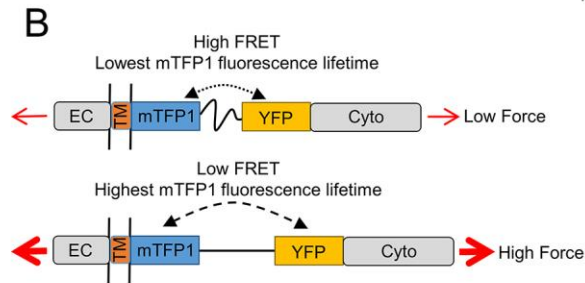 B
High FRET
Lowest mTFP1 fluorescence lifetime
EC TM mTFP1 YFP Cyto Low Force
Low FRET
Highest mTFP1 fluorescence lifetime
EC TM mTFP1 YFP Cyto High Force